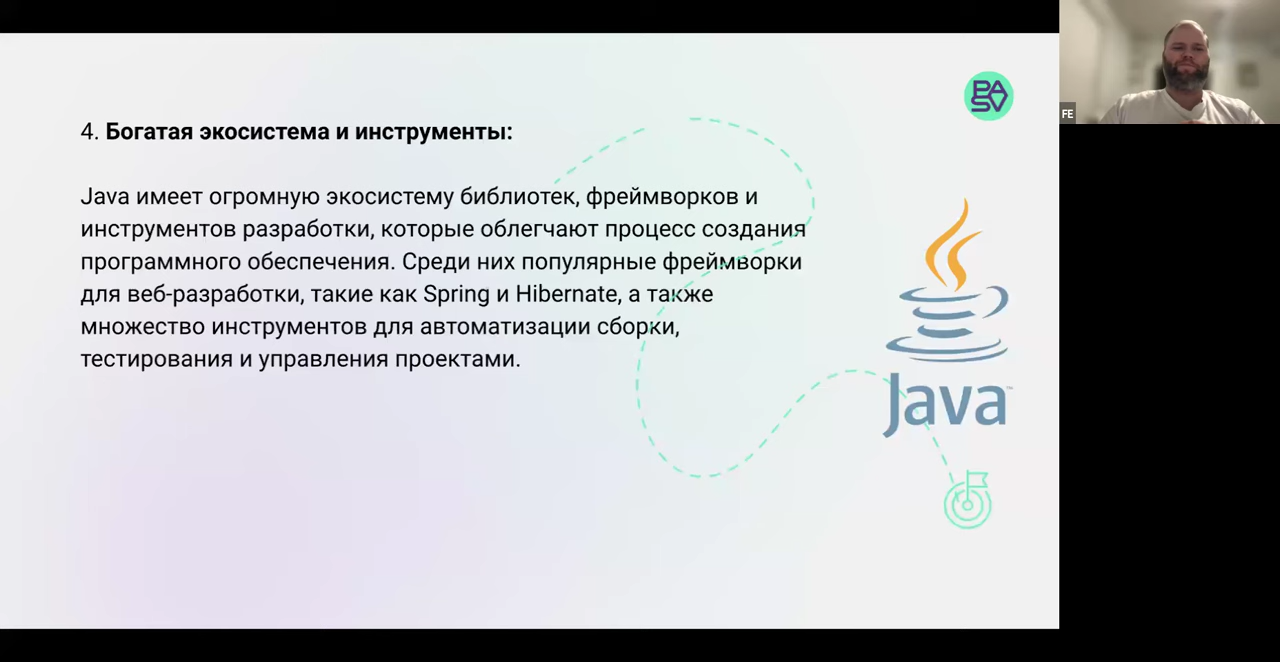 4. Богатая экосистема и инструменты:
Java имеет огромную экосистему библиотек, фреймворков и
инструментов разработки, которые облегчают процесс создания
программного обеспечения. Среди них популярные фреймворки
для веб-разработки, такие как Spring и Hibernate, а также
множество инструментов для автоматизации сборки,
тестирования и управления проектами.
PASV
Java™
FE